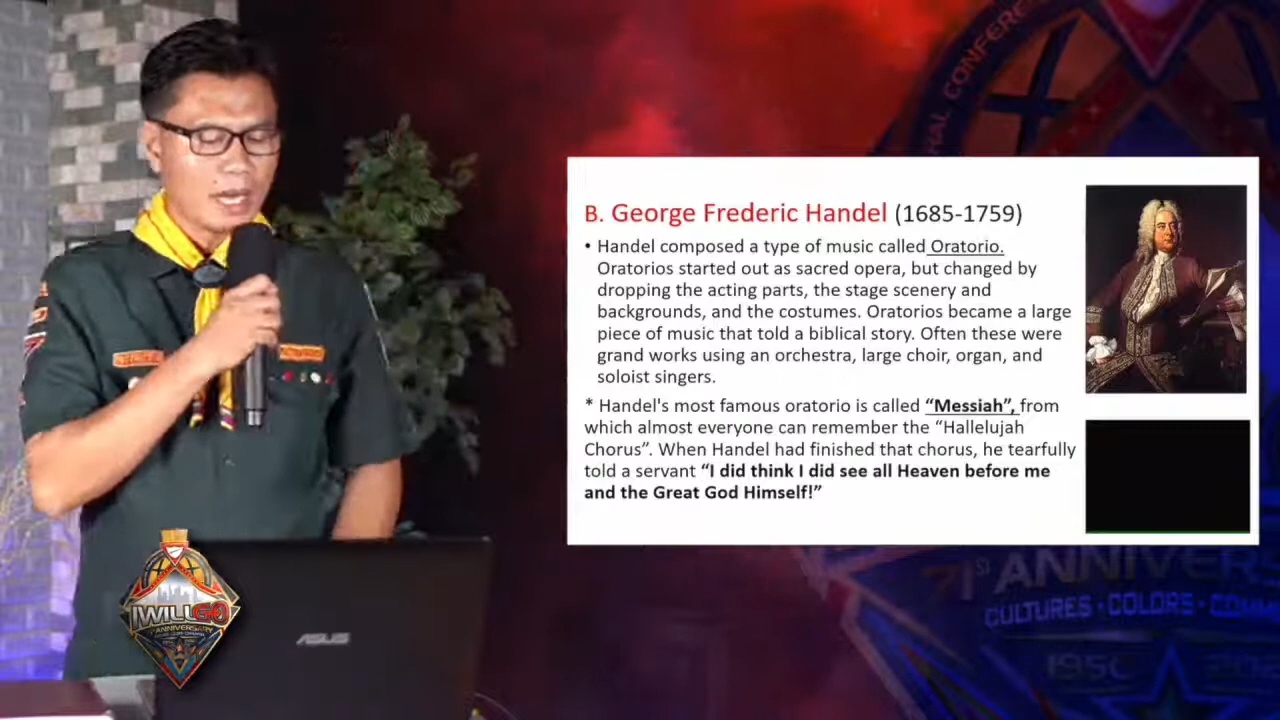 B. George Frederic Handel (1685-1759)
• Handel composed a type of music called Oratorio.
Oratorios started out as sacred opera, but changed by
dropping the acting parts, the stage scenery and
backgrounds, and the costumes. Oratorios became a large
piece of music that told a biblical story. Often these were
grand works using an orchestra, large choir, organ, and
soloist singers.
* Handel's most famous oratorio is called “Messiah”, from
which almost everyone can remember the “Hallelujah
Chorus”. When Handel had finished that chorus, he tearfully
told a servant “I did think I did see all Heaven before me
and the Great God Himself!”
I WILL GO
ANNIVERSARY
ASUS
71ST ANNIVERS
CULTURES • COLORS • COMM
195